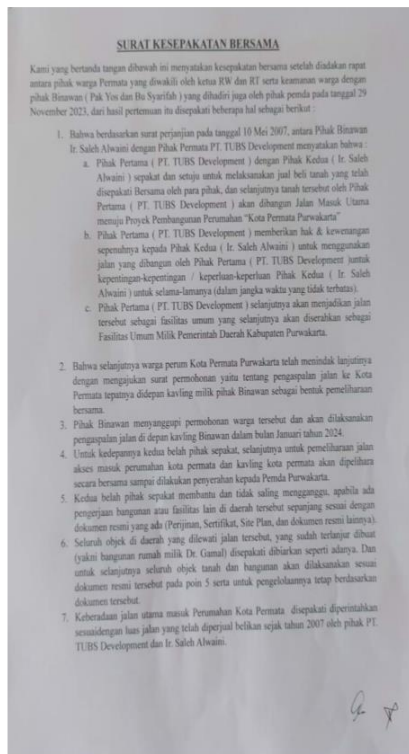 SURAT KESEPAKATAN BERSAMA
Kami yang bertanda tangan dibawah ini menyatakan kesepakatan bersama setelah diadakan rapat
antara pihak warga Permata yang diwakili oleh ketua RW dan RT serta keamanan warga dengan
pihak Binawan ( Pak Yos dan Bu Syarifah ) yang dihadiri juga oleh pihak pemda pada tanggal 29
November 2023, dari hasil pertemuan itu disepakati beberapa hal sebagai berikut :
1. Bahwa berdasarkan surat perjanjian pada tanggal 10 Mei 2007, antara Pihak Binawan
Ir. Saleh Alwaini dengan Pihak Permata PT. TUBS Development menyatakan bahwa :
a. Pihak Pertama ( PT. TUBS Development ) dengan Pihak Kedua ( Ir. Saleh
Alwaini ) sepakat dan setuju untuk melaksanakan jual beli tanah yang telah
disepakati Bersama oleh para pihak, dan selanjutnya tanah tersebut oleh Pihak
Pertama ( PT. TUBS Development ) akan dibangun Jalan Masuk Utama
menuju Proyek Pembangunan Perumahan "Kota Permata Purwakarta"
b. Pihak Pertama ( PT. TUBS Development ) memberikan hak & kewenangan
sepenuhnya kepada Pihak Kedua ( Ir. Saleh Alwaini ) untuk menggunakan
jalan yang dibangun oleh Pihak Pertama ( PT. TUBS Development )untuk
kepentingan-kepentingan / keperluan-keperluan Pihak Kedua ( Ir. Saleh
Alwaini ) untuk selama-lamanya (dalam jangka waktu yang tidak terbatas).
c. Pihak Pertama ( PT. TUBS Development ) selanjutnya akan menjadikan jalan
tersebut sebagai fasilitas umum yang selanjutnya akan diserahkan sebagai
Fasilitas Umum Milik Pemerintah Daerah Kabupaten Purwakarta.
2. Bahwa selanjutnya warga perum Kota Permata Purwakarta telah menindak lanjutinya
dengan mengajukan surat permohonan yaitu tentang pengaspalan jalan ke Kota
Permata tepatnya didepan kavling milik pihak Binawan sebagai bentuk pemeliharaan
bersama.
3. Pihak Binawan menyanggupi permohonan warga tersebut dan akan dilaksanakan
pengaspalan jalan di depan kavling Binawan dalam bulan Januari tahun 2024.
4. Untuk kedepannya kedua belah pihak sepakat, selanjutnya untuk pemeliharaan jalan
akses masuk perumahan kota permata dan kavling kota permata akan dipelihara
secara bersama sampai dilakukan penyerahan kepada Pemda Purwakarta.
5. Kedua belah pihak sepakat membantu dan tidak saling mengganggu, apabila ada
pengerjaan bangunan atau fasilitas lain di daerah tersebut sepanjang sesuai dengan
dokumen resmi yang ada (Perijinan, Sertifikat, Site Plan, dan dokumen resmi lainnya).
6. Seluruh objek di daerah yang dilewati jalan tersebut, yang sudah terlanjur dibuat
(yakni bangunan rumah milik Dr. Gamal) disepakati dibiarkan seperti adanya. Dan
untuk selanjutnya seluruh objek tanah dan bangunan akan dilaksanakan sesuai
dokumen resmi tersebut pada poin 5 serta untuk pengelolaannya tetap berdasarkan
dokumen tersebut.
7. Keberadaan jalan utama masuk Perumahan Kota Permata disepakati diperintahkan
sesuaidengan luas jalan yang telah diperjual belikan sejak tahun 2007 oleh pihak PT.
TUBS Development dan Ir. Saleh Alwaini.